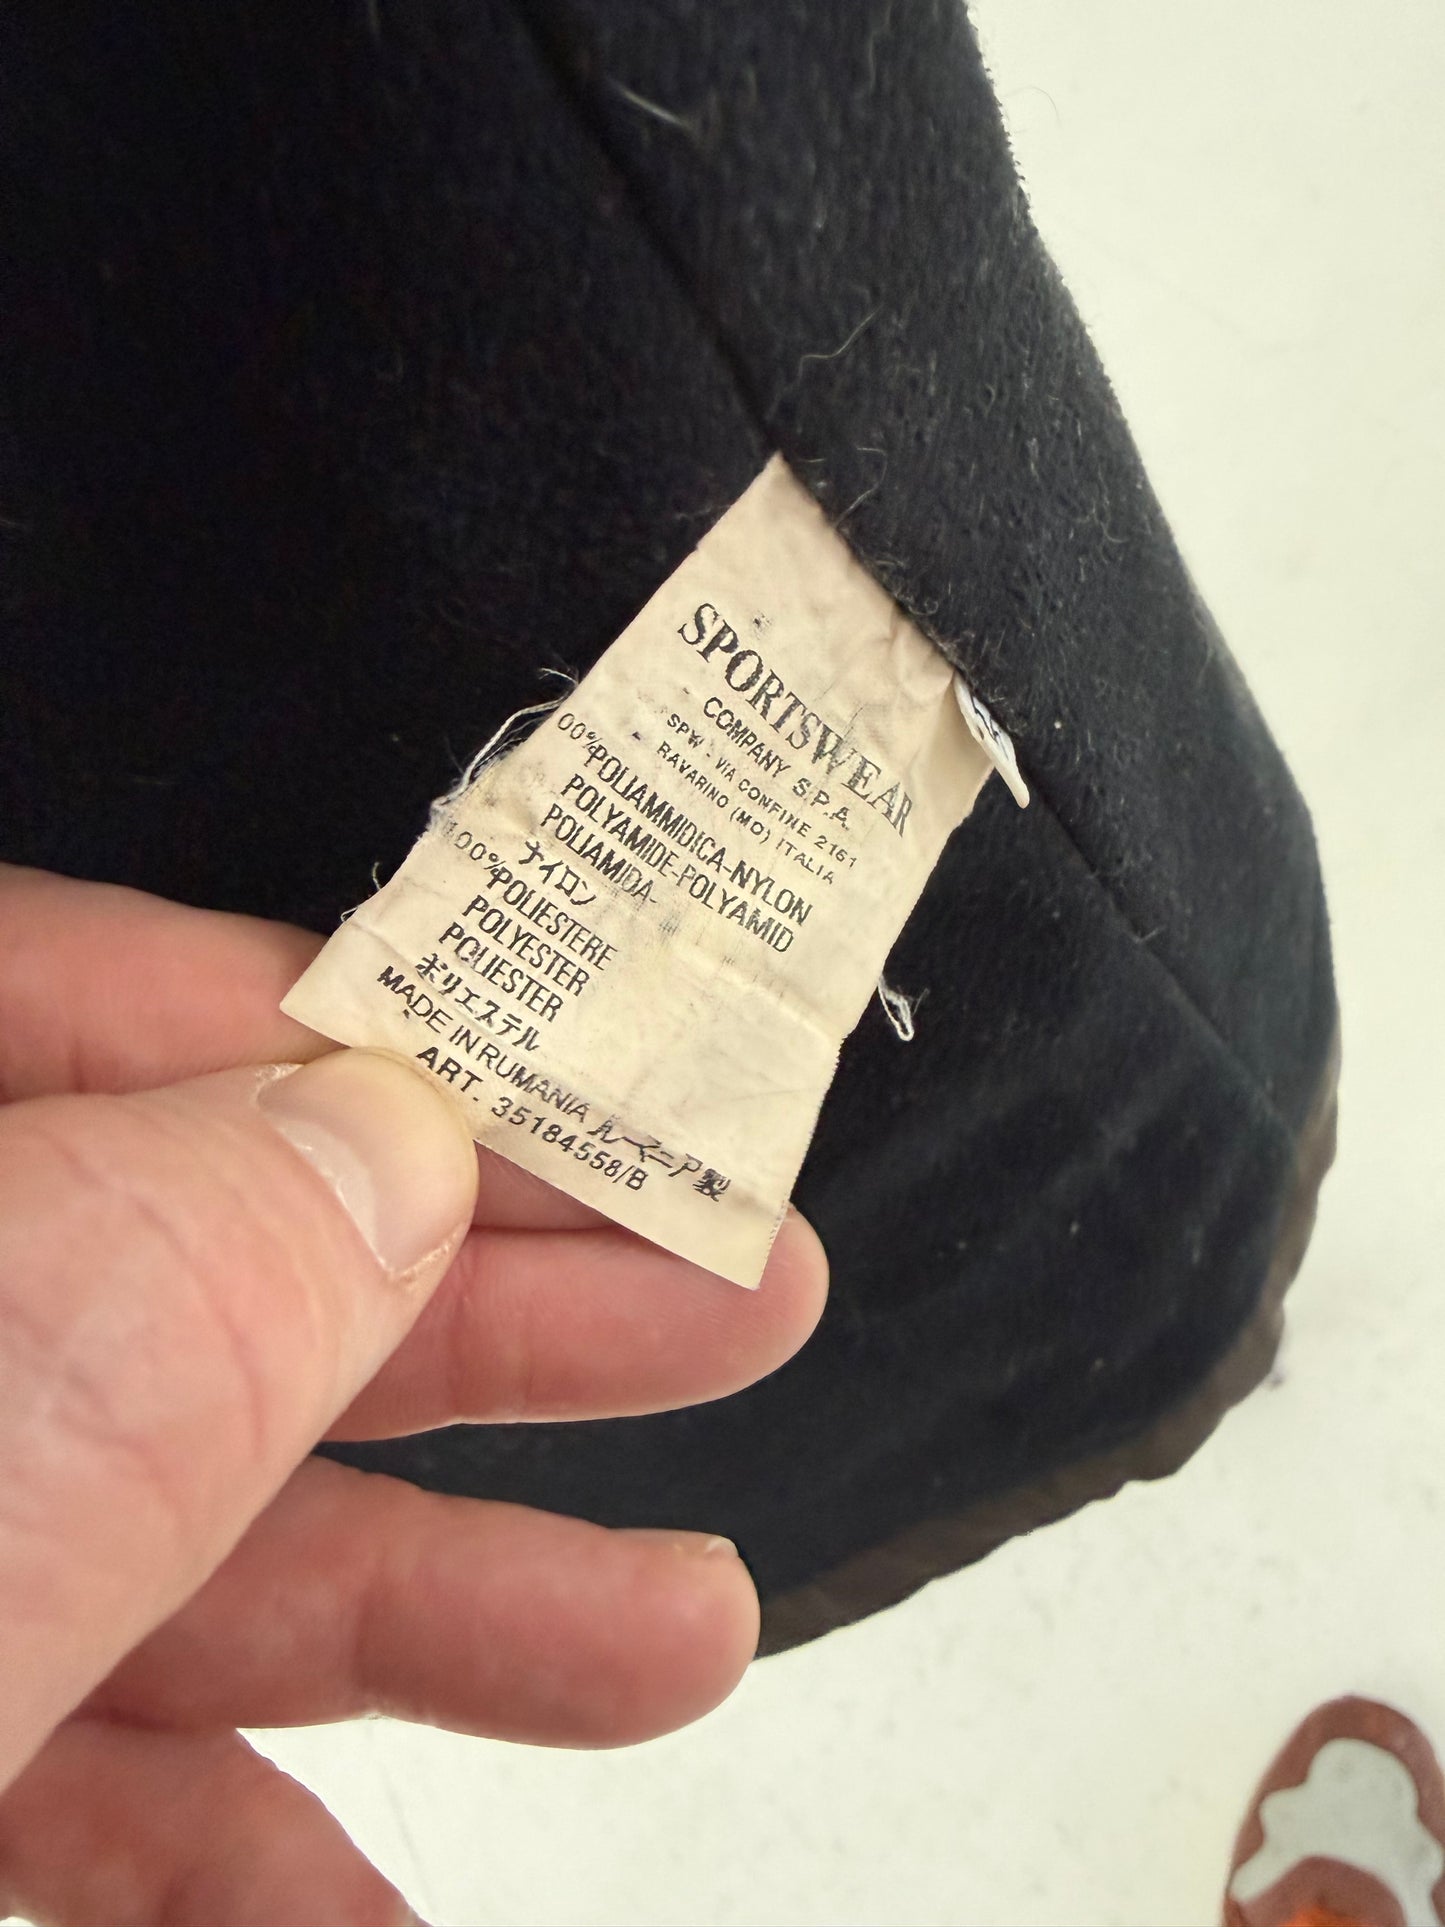 SPORTSWEAR
COMPANY S.P.A.
SPW - VIA CONFINE 2161
RAVARINO (MO) ITALIA
00%POLIAMMIDICA-NYLON
POLYAMIDE-POLYAMID
POLIAMIDA-
ナイロン
100%POLIESTERE
POLYESTER
POLIESTER
ポリエステル
MADE IN RUMANIA ルーマニア製
ART. 35184558/B